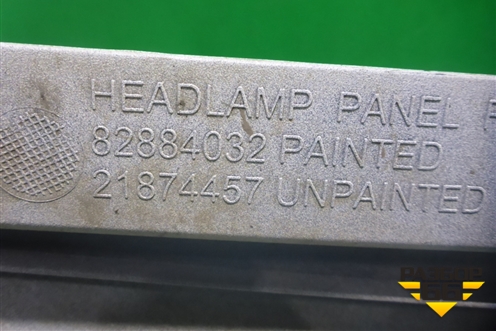 HEADLAMP PANEL
82884032 PAINTED
21874457 UNPAINTED